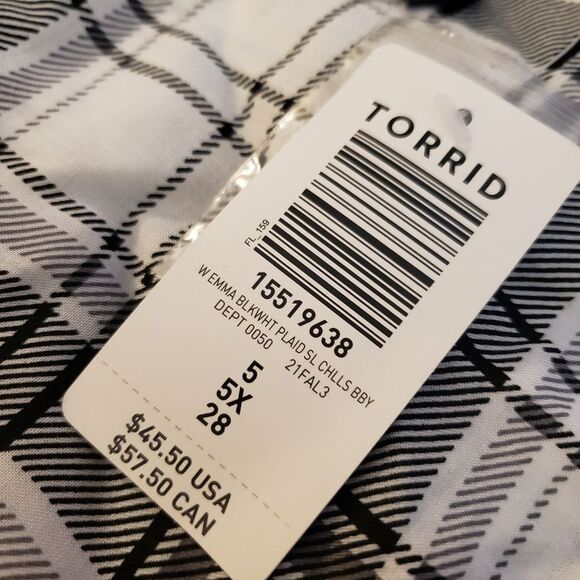 TORRID
FL_159
15519638
W EMMA BLKWHT PLAID SL CHLLS BBY
DEPT 0050 21FAL3
5
5X
28
$45.50 USA
$57.50 CAN